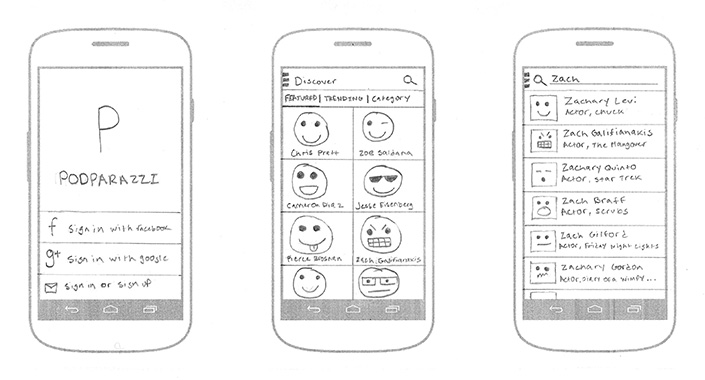 P
PODPARAZZI
f Sign in with facebook
g+ Sign in with google
Sign in or sign up
Discover
FEATURED | TRENDING | Category
Chris Pratt
Zoe Saldana
Cameron Diaz
Jesse Eisenberg
Pierce Brosnan
Zach Galifianakis
Zach
Zachary Levi
Actor, Chuck
Zach Galifianakis
Actor, The Hangover
Zachary Quinto
Actor, Star Trek
Zach Braff
Actor, Scrubs
Zach Gilford
Actor, Friday Night Lights
Zachary Gordon
Actor, Diary of a Wimpy...